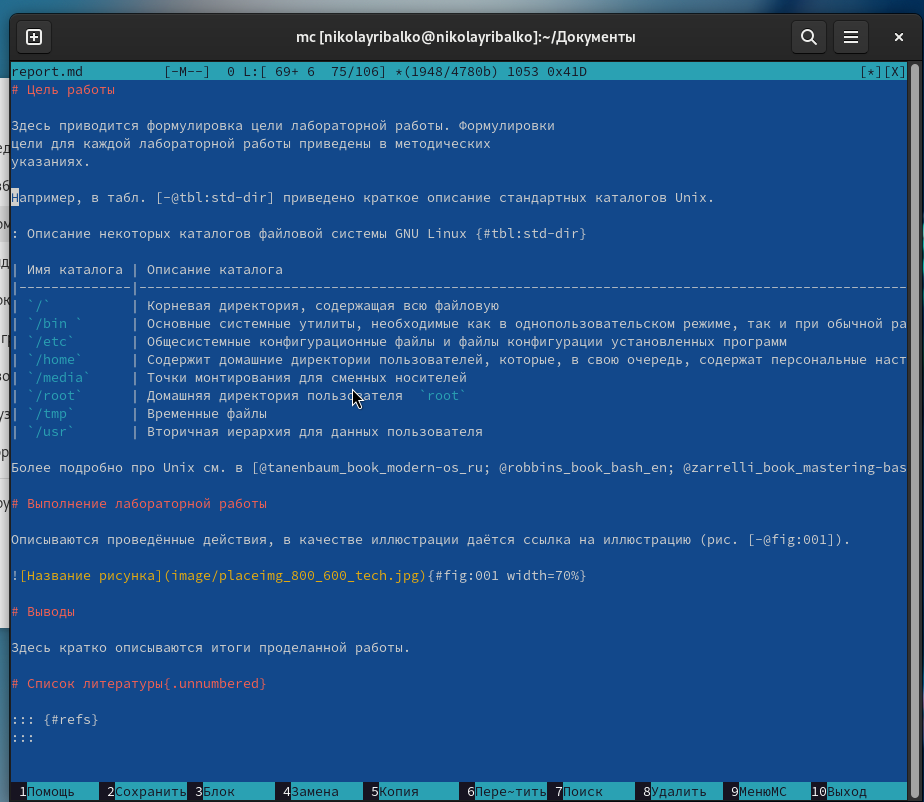 mc [nikolayribalko@nikolayribalko]:~/Документы
report.md [-M--] 0 L:[ 69+ 6 75/106] *(1948/4780b) 1053 0x41D [*][X]
# Цель работы
Здесь приводится формулировка цели лабораторной работы. Формулировки
цели для каждой лабораторной работы приведены в методических
указаниях.
Например, в табл. [-@tbl:std-dir] приведено краткое описание стандартных каталогов Unix.
: Описание некоторых каталогов файловой системы GNU Linux {#tbl:std-dir}
| Имя каталога | Описание каталога
|--------------|------------------------------------------------------------------------------------------------
| `/` | Корневая директория, содержащая всю файловую
| `/bin ` | Основные системные утилиты, необходимые как в однопользовательском режиме, так и при обычной ра
| `/etc` | Общесистемные конфигурационные файлы и файлы конфигурации установленных программ
| `/home` | Содержит домашние директории пользователей, которые, в свою очередь, содержат персональные наст
| `/media` | Точки монтирования для сменных носителей
| `/root` | Домашняя директория пользователя `root`
| `/tmp` | Временные файлы
| `/usr` | Вторичная иерархия для данных пользователя
Более подробно про Unix см. в [@tanenbaum_book_modern-os_ru; @robbins_book_bash_en; @zarrelli_book_mastering-bas
# Выполнение лабораторной работы
Описываются проведённые действия, в качестве иллюстрации даётся ссылка на иллюстрацию (рис. [-@fig:001]).
![Название рисунка](image/placeimg_800_600_tech.jpg){#fig:001 width=70%}
# Выводы
Здесь кратко описываются итоги проделанной работы.
# Список литературы{.unnumbered}
::: {#refs}
:::
1Помощь 2Сохранить 3Блок 4Замена 5Копия 6Пере~тить 7Поиск 8Удалить 9МенюMC 10Выход